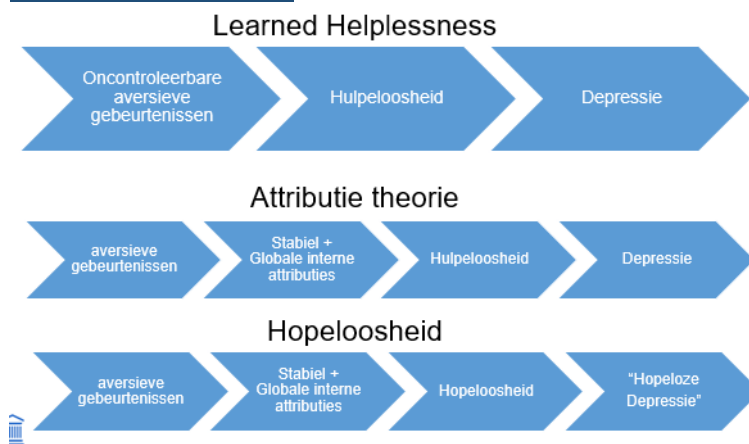 Learned Helplessness
Oncontroleerbare
aversieve
gebeurtenissen
Hulpeloosheid
Depressie
Attributie theorie
aversieve
gebeurtenissen
Stabiel +
Globale interne
attributies
Hulpeloosheid
Depressie
Hopeloosheid
aversieve
gebeurtenissen
Stabiel +
Globale interne
attributies
Hopeloosheid
“Hopeloze
Depressie”